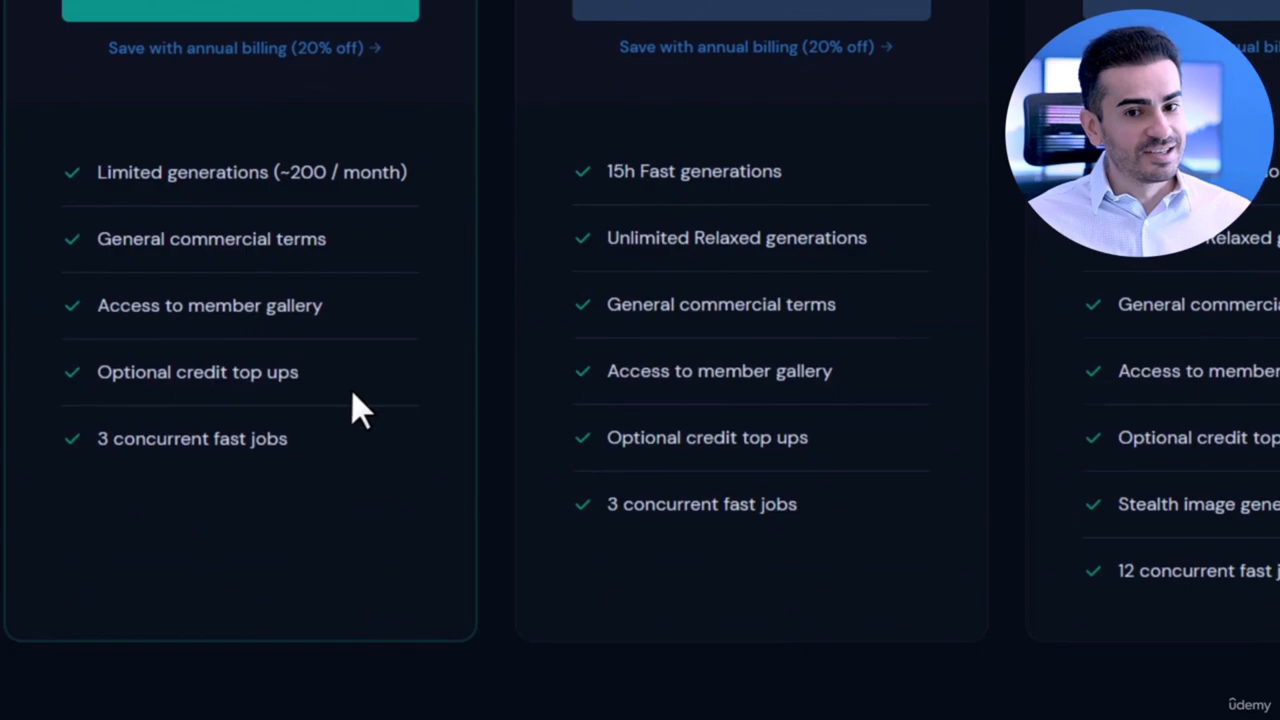 Save with annual billing (20% off) →
Limited generations (~200 / month)
General commercial terms
Access to member gallery
Optional credit top ups
3 concurrent fast jobs
Save with annual billing (20% off) →
15h Fast generations
Unlimited Relaxed generations
General commercial terms
Access to member gallery
Optional credit top ups
3 concurrent fast jobs
Relaxed
General
Access to member
Optional credit top
Stealth image
12 concurrent fast
ûdemy